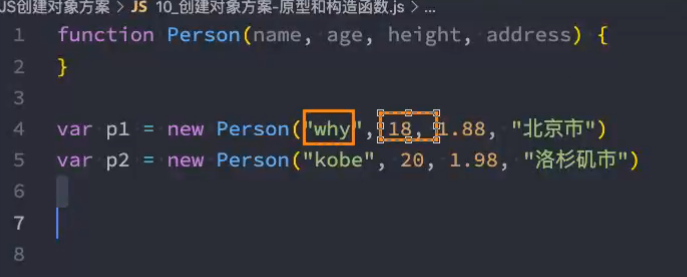 JS创建对象方案 > JS 10_创建对象方案-原型和构造函数.js > ...
1 function Person(name, age, height, address) {
2 }
3
4 var p1 = new Person("why", 18, 1.88, "北京市")
5 var p2 = new Person("kobe", 20, 1.98, "洛杉矶市")
6
7
8